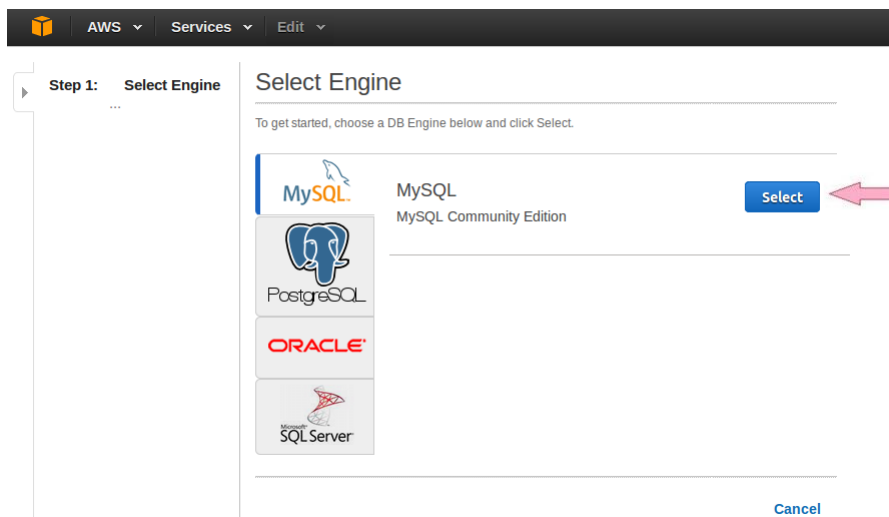 AWS Services Edit
Step 1: Select Engine
...
Select Engine
To get started, choose a DB Engine below and click Select.
MySQL.
MySQL
MySQL Community Edition
Select
PostgreSQL
ORACLE
Microsoft
SQL Server
Cancel